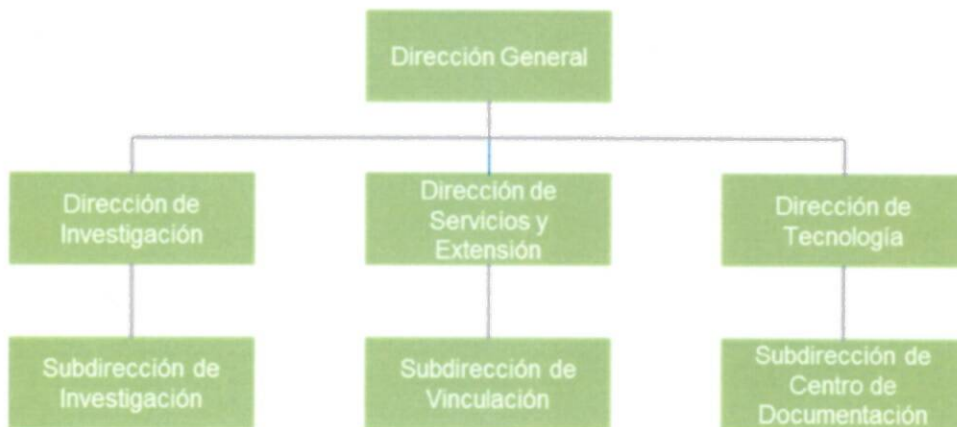 Dirección General
Dirección de
Investigación
Dirección de
Servicios y
Extensión
Dirección de
Tecnología
Subdirección de
Investigación
Subdirección de
Vinculación
Subdirección de
Centro de
Documentación